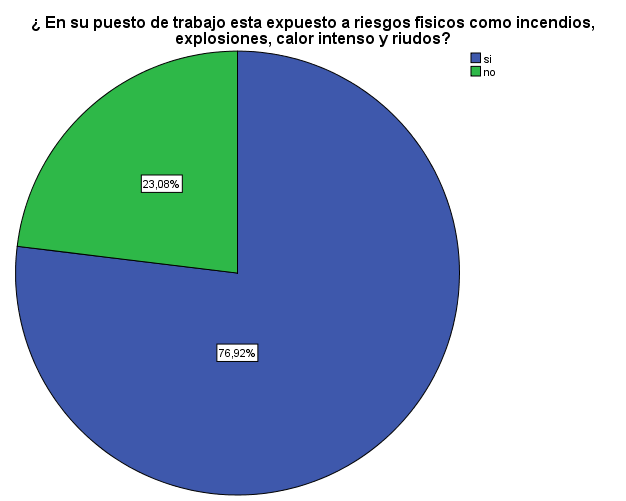 ¿ En su puesto de trabajo esta expuesto a riesgos fisicos como incendios,
explosiones, calor intenso y riudos?
si
no
23,08%
76,92%